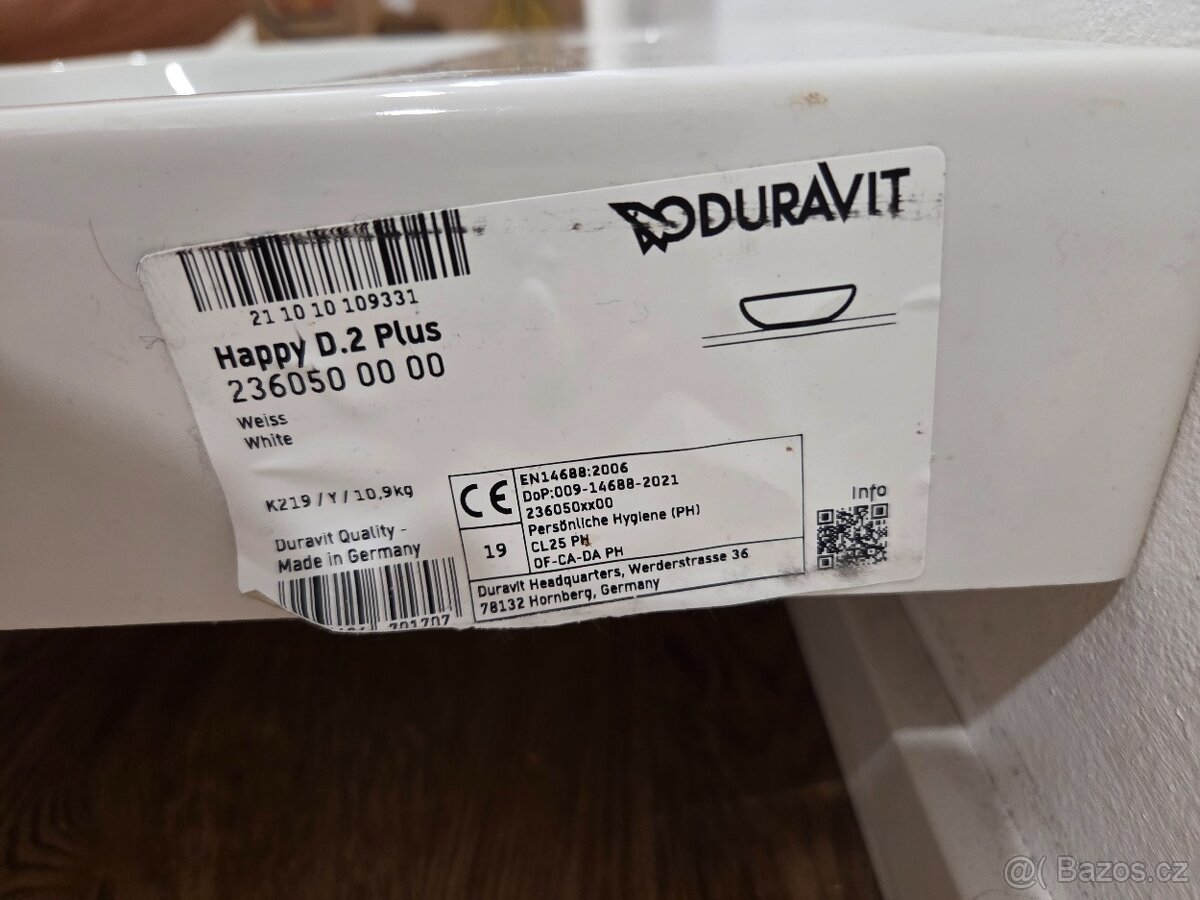 DURAVIT
21 10 10 109331
Happy D.2 Plus
236050 00 00
Weiss
White
K219 / Y / 10,9kg
Duravit Quality -
Made in Germany
CE
19
EN14688:2006
DoP:009-14688-2021
236050xx00
Persönliche Hygiene (PH)
CL25 PH
OF-CA-DA PH
Duravit Headquarters, Werderstrasse 36
78132 Hornberg, Germany
Info
701707
@( Bazos.cz